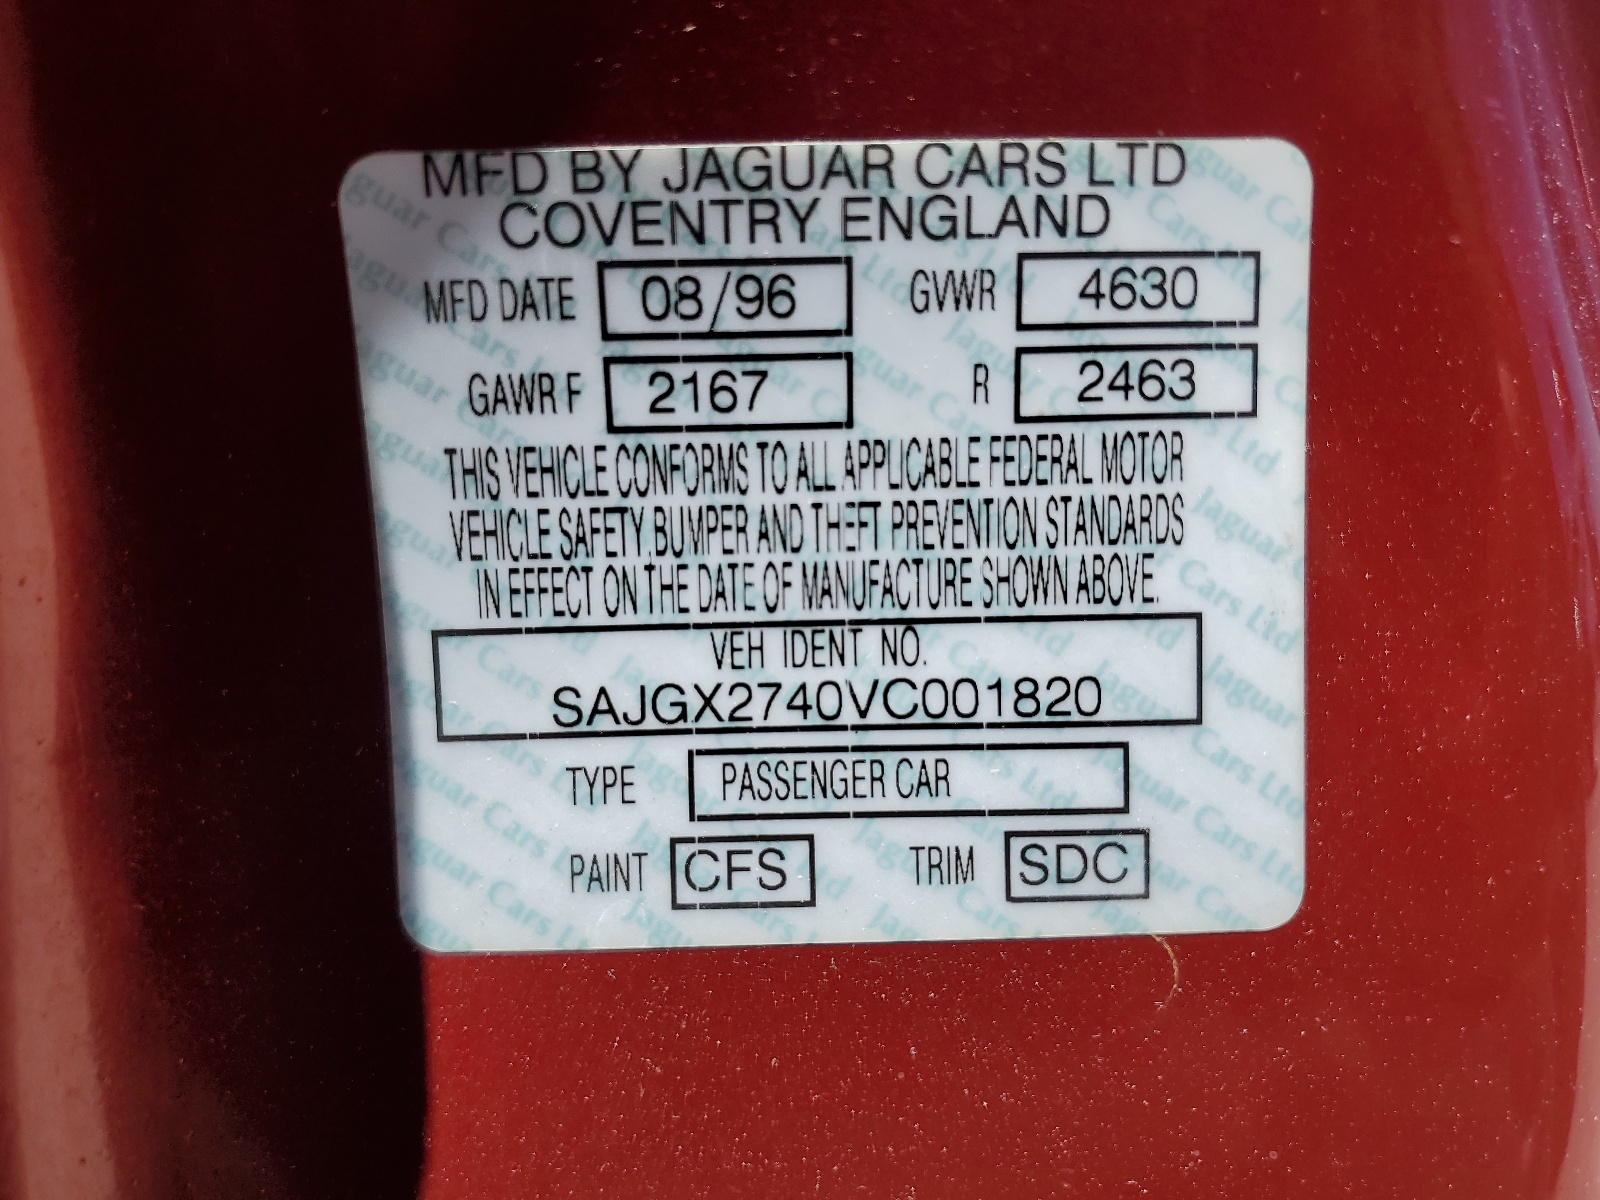 MFD BY JAGUAR CARS LTD
COVENTRY ENGLAND
MFD DATE 08/96 GVWR 4630
GAWR F 2167 R 2463
THIS VEHICLE CONFORMS TO ALL APPLICABLE FEDERAL MOTOR
VEHICLE SAFETY, BUMPER AND THEFT PREVENTION STANDARDS
IN EFFECT ON THE DATE OF MANUFACTURE SHOWN ABOVE.
VEH IDENT NO.
SAJGX2740VC001820
TYPE PASSENGER CAR
PAINT CFS TRIM SDC